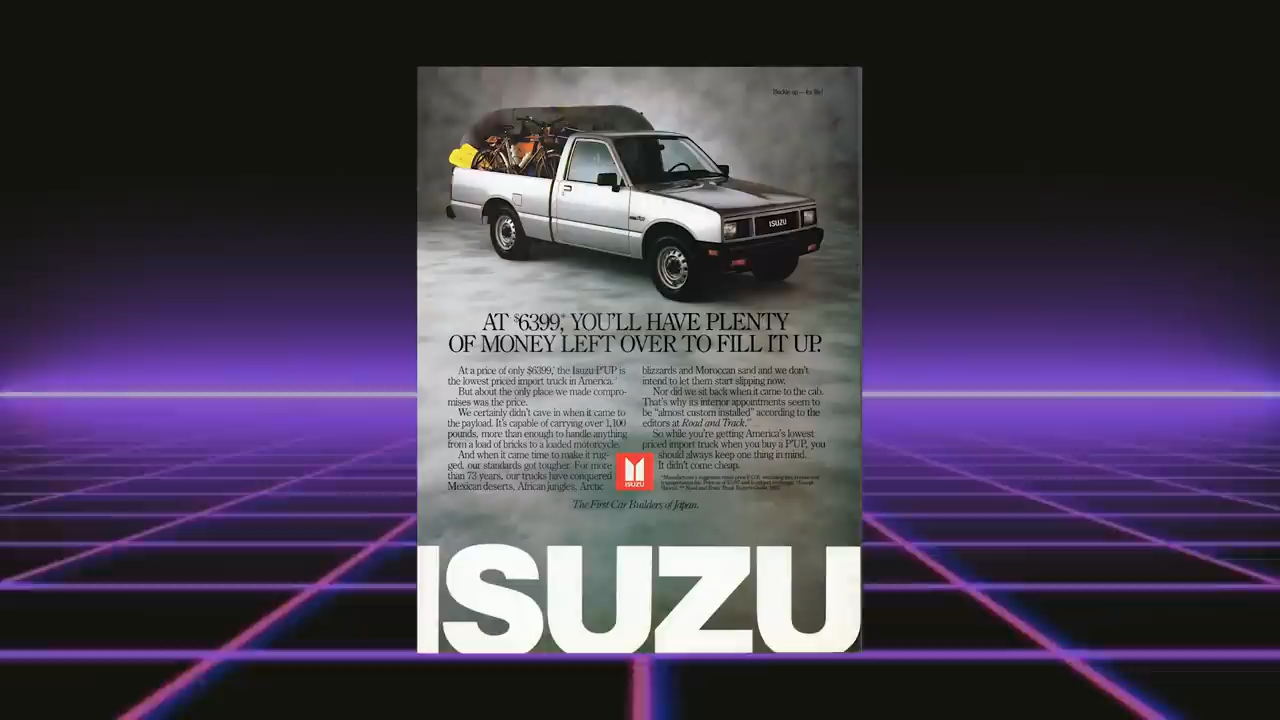 Buckle up—for life!
ISUZU
AT $6399,* YOU'LL HAVE PLENTY
OF MONEY LEFT OVER TO FILL IT UP.
At a price of only $6399,* the Isuzu P'UP is
the lowest priced import truck in America.
But about the only place we made compro-
mises was the price.
We certainly didn't cave in when it came to
the payload. It's capable of carrying over 1,100
pounds, more than enough to handle anything
from a load of bricks to a loaded motorcycle.
And when it came time to make it rug-
ged, our standards got tougher. For more
than 73 years, our trucks have conquered
Mexican deserts, African jungles, Arctic
blizzards and Moroccan sand and we don't
intend to let them start slipping now.
Nor did we sit back when it came to the cab.
That's why its interior appointments seem to
be "almost custom installed" according to the
editors at Road and Track.**
So while you're getting America's lowest
priced import truck when you buy a P'UP, you
should always keep one thing in mind.
It didn't come cheap.
ISUZU
The First Car Builders of Japan.
ISUZU